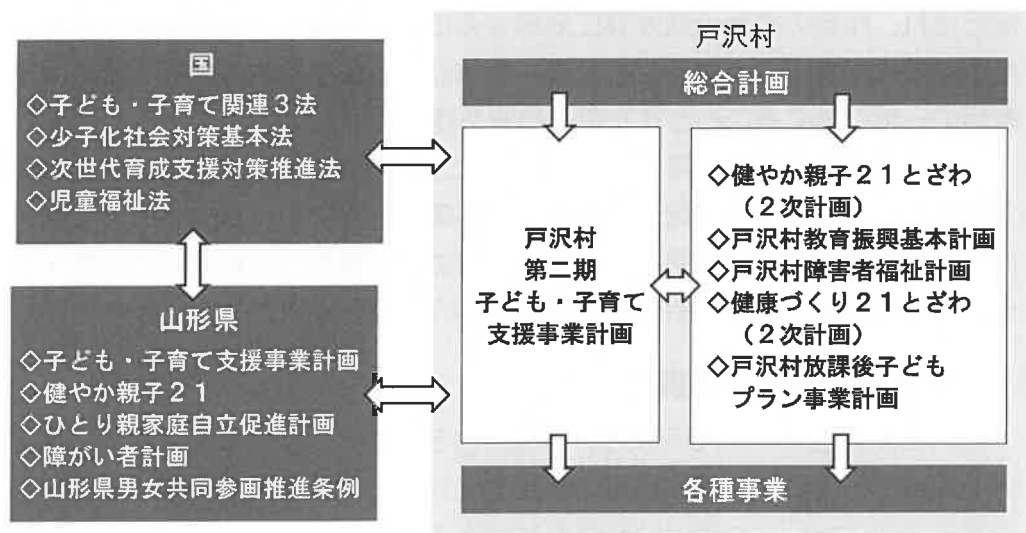 国
◇子ども・子育て関連３法
◇少子化社会対策基本法
◇次世代育成支援対策推進法
◇児童福祉法
山形県
◇子ども・子育て支援事業計画
◇健やか親子２１
◇ひとり親家庭自立促進計画
◇障がい者計画
◇山形県男女共同参画推進条例
戸沢村
総合計画
戸沢村
第二期
子ども・子育て
支援事業計画
◇健やか親子２１とざわ
（２次計画）
◇戸沢村教育振興基本計画
◇戸沢村障害者福祉計画
◇健康づくり２１とざわ
（２次計画）
◇戸沢村放課後子ども
プラン事業計画
各種事業